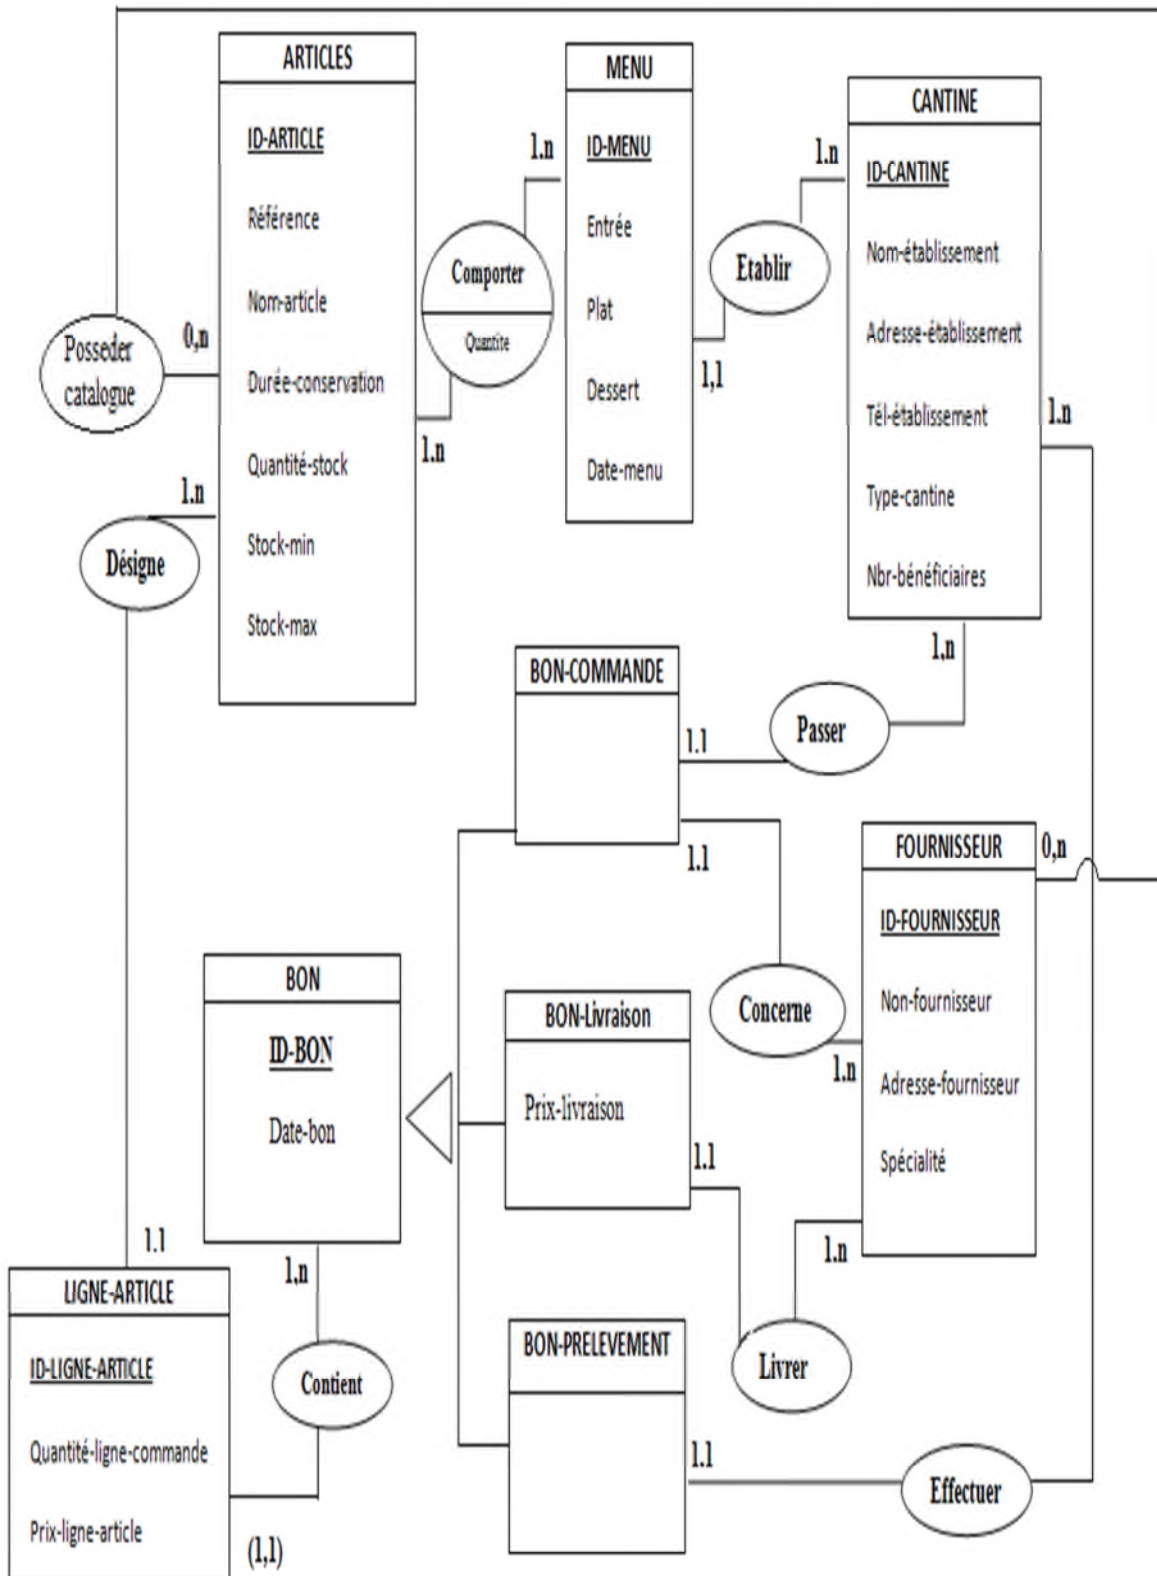 ARTICLES
ID-ARTICLE
Référence
Nom-article
Durée-conservation
Quantité-stock
Stock-min
Stock-max
MENU
ID-MENU
Entrée
Plat
Dessert
Date-menu
CANTINE
ID-CANTINE
Nom-établissement
Adresse-établissement
Tél-établissement
Type-cantine
Nbr-bénéficiaires
1.n
Comporter
Quantite
1.n
1.n
Etablir
1,1
Posseder
catalogue
0,n
1.n
Désigne
1.1
1.n
1,n
Passer
1.1
BON-COMMANDE
1.1
Concerne
1.n
FOURNISSEUR
0,n
ID-FOURNISSEUR
Non-fournisseur
Adresse-fournisseur
Spécialité
BON
ID-BON
Date-bon
1,n
BON-Livraison
Prix-livraison
1.1
1.n
Livrer
LIGNE-ARTICLE
ID-LIGNE-ARTICLE
Quantité-ligne-commande
Prix-ligne-article
Contient
(1,1)
BON-PRELEVEMENT
1.1
Effectuer